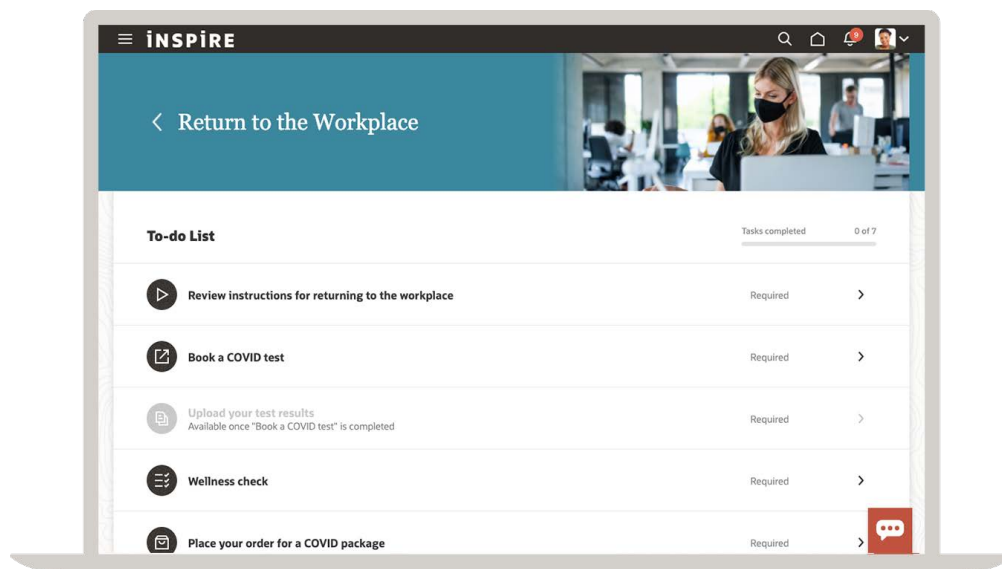 iNSPiRE
9
Return to the Workplace
To-do List
Tasks completed 0 of 7
Review instructions for returning to the workplace Required
Book a COVID test Required
Upload your test results
Available once "Book a COVID test" is completed
Required
Wellness check Required
Place your order for a COVID package Required